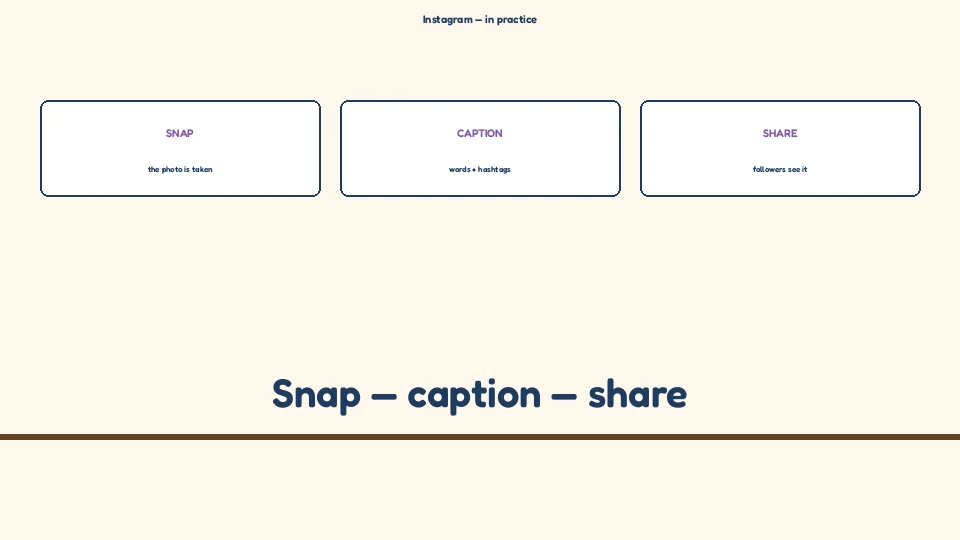 Instagram — in practice
SNAP
the photo is taken
CAPTION
words • hashtags
SHARE
followers see it
Snap — caption — share